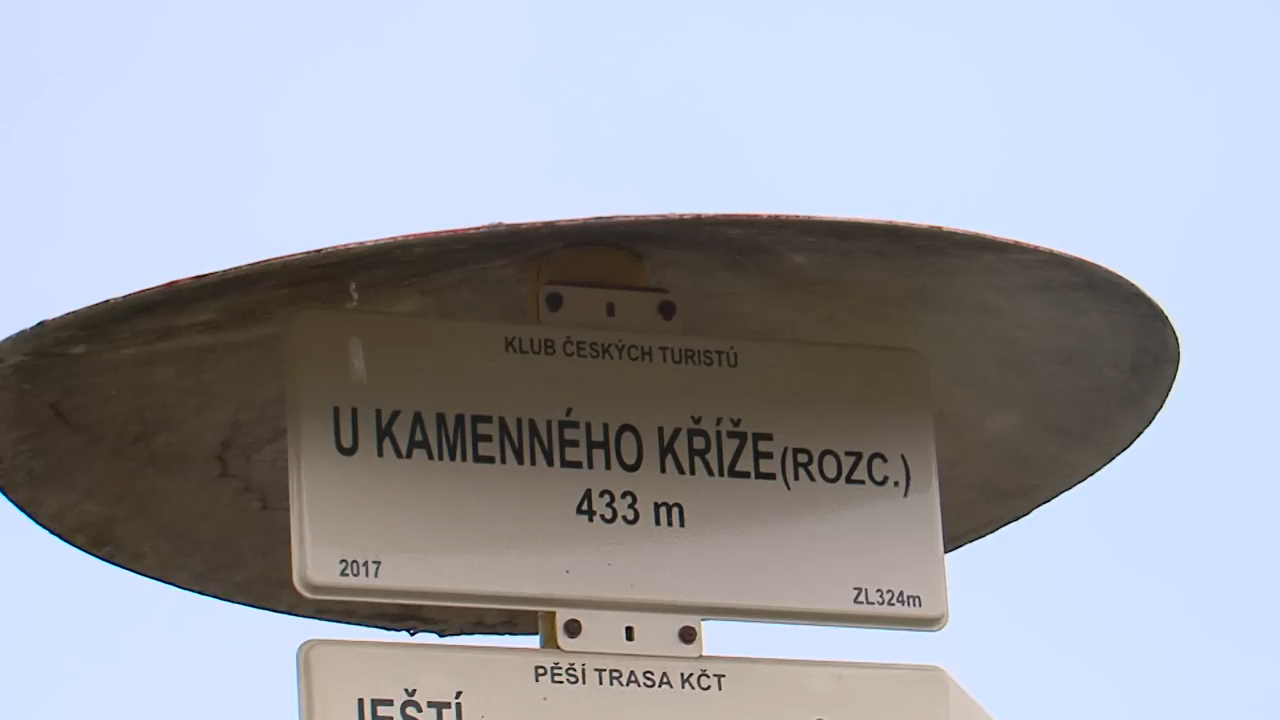 KLUB ČESKÝCH TURISTŮ
U KAMENNÉHO KŘÍŽE(ROZC.)
433 m
2017
ZL324m
PĚŠÍ TRASA KČT